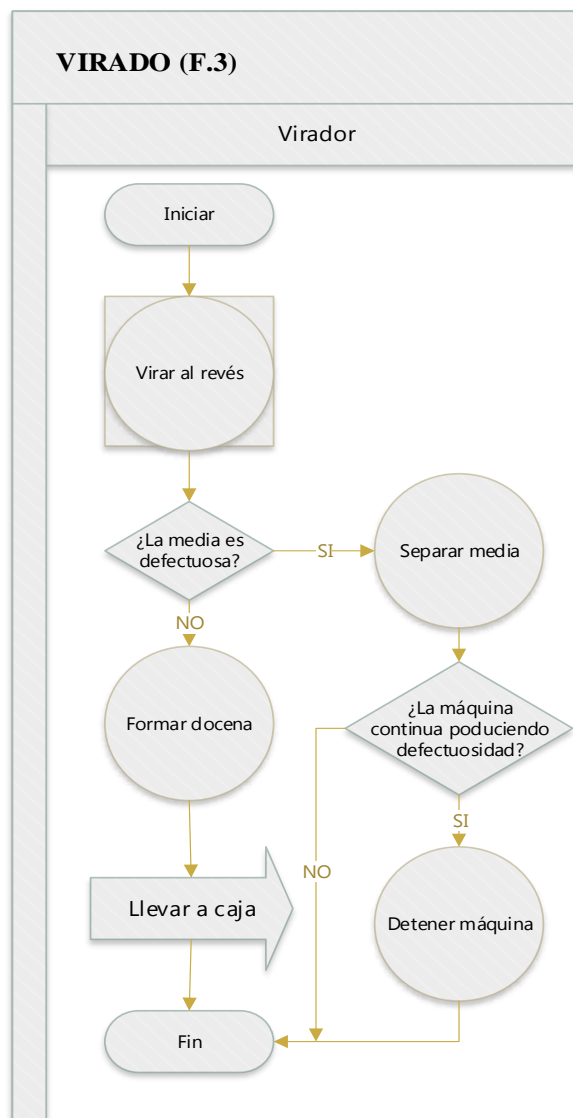 VIRADO (F.3)
Virador
Iniciar
Virar al revés
¿La media es
defectuosa?
SI
Separar media
NO
Formar docena
¿La máquina
continua poduciendo
defectuosidad?
SI
NO
Llevar a caja
Detener máquina
Fin